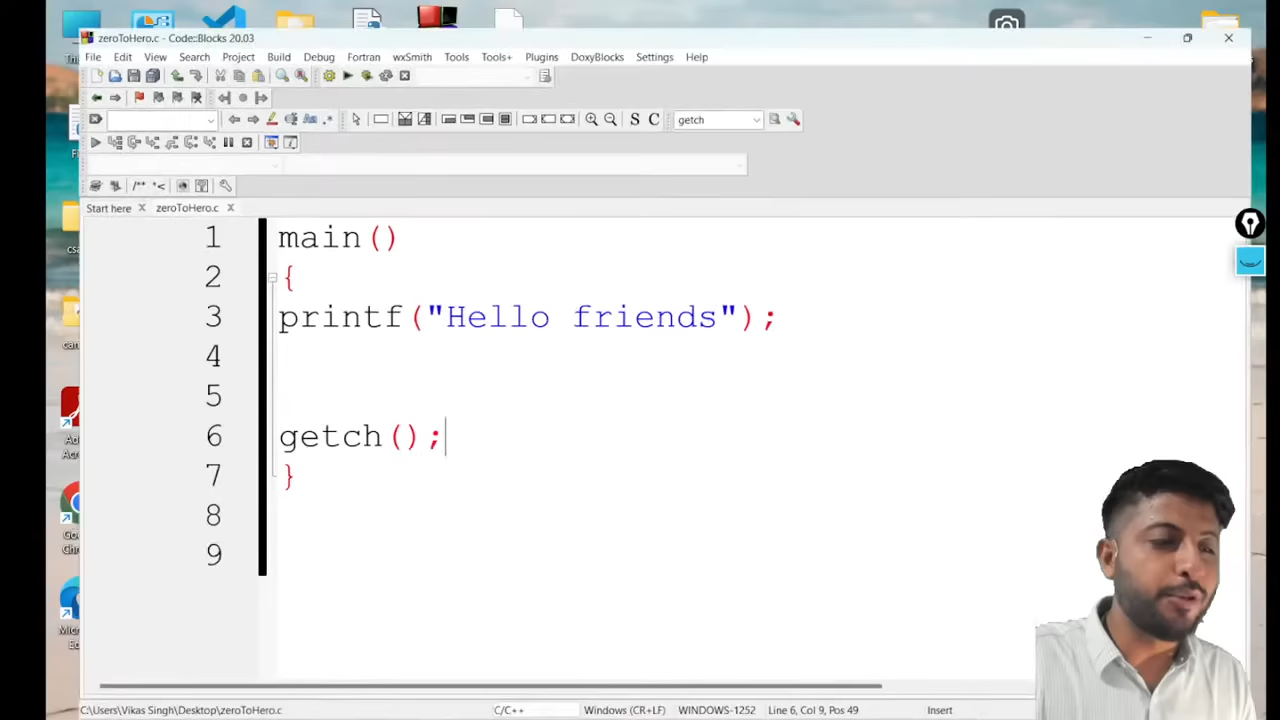 zeroToHero.c - Code::Blocks 20.03
File Edit View Search Project Build Debug Fortran wxSmith Tools Tools+ Plugins DoxyBlocks Settings Help
S C getch
/** *<
Start here zeroToHero.c
1 main()
2 {
3 printf("Hello friends");
4
5
6 getch();
7 }
8
9
C:\Users\Vikas Singh\Desktop\zeroToHero.c C/C++ Windows (CR+LF) WINDOWS-1252 Line 6, Col 9, Pos 49 Insert